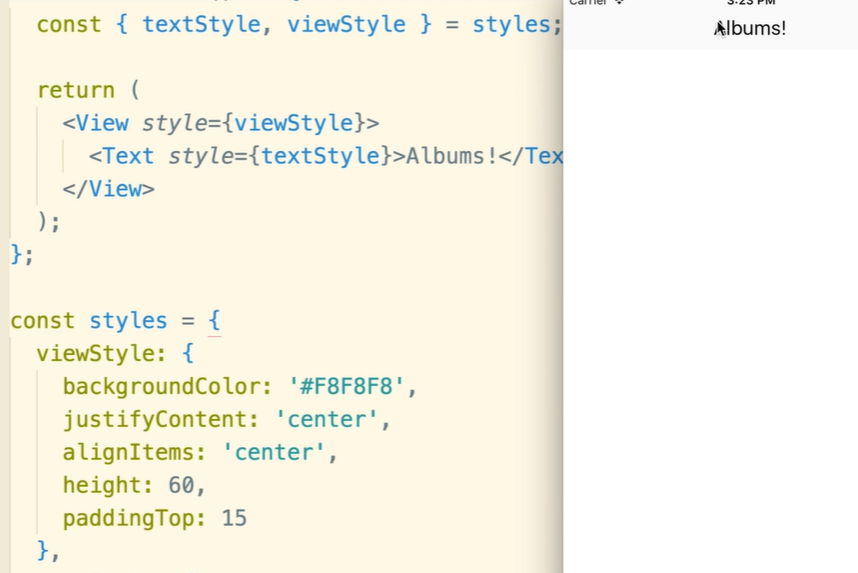 const { textStyle, viewStyle } = styles;
return (
<View style={viewStyle}>
<Text style={textStyle}>Albums!</Tex
</View>
);
};
const styles = {
viewStyle: {
backgroundColor: '#F8F8F8',
justifyContent: 'center',
alignItems: 'center',
height: 60,
paddingTop: 15
},
Carrier 3:23 PM
Albums!